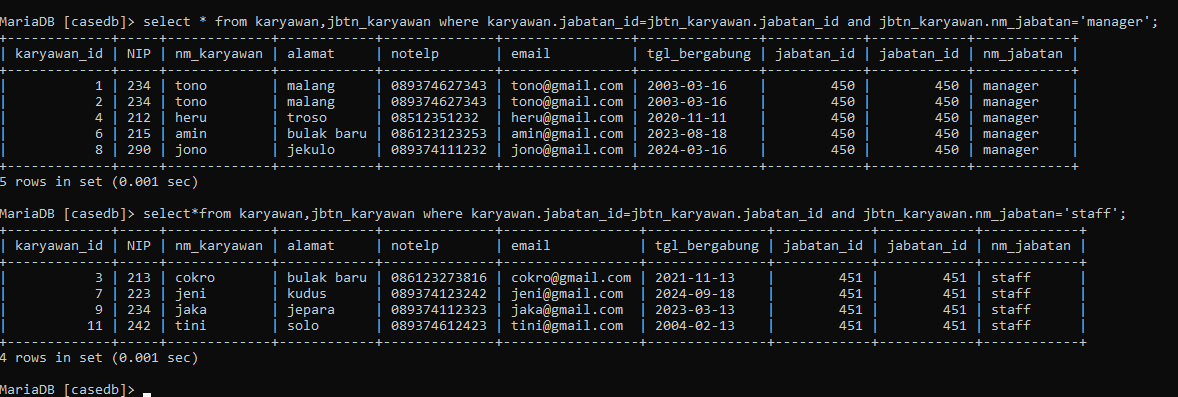 MariaDB [casedb]> select * from karyawan,jbtn_karyawan where karyawan.jabatan_id=jbtn_karyawan.jabatan_id and jbtn_karyawan.nm_jabatan='manager';
+-------------+-----+-------------+------------+--------------+----------------+---------------+------------+------------+------------+
| karyawan_id | NIP | nm_karyawan | alamat     | notelp       | email          | tgl_bergabung | jabatan_id | jabatan_id | nm_jabatan |
+-------------+-----+-------------+------------+--------------+----------------+---------------+------------+------------+------------+
|           1 | 234 | tono        | malang     | 089374627343 | tono@gmail.com | 2003-03-16    |        450 |        450 | manager    |
|           2 | 234 | tono        | malang     | 089374627343 | tono@gmail.com | 2003-03-16    |        450 |        450 | manager    |
|           4 | 212 | heru        | troso      | 08512351232  | heru@gmail.com | 2020-11-11    |        450 |        450 | manager    |
|           6 | 215 | amin        | bulak baru | 086123123253 | amin@gmail.com | 2023-08-18    |        450 |        450 | manager    |
|           8 | 290 | jono        | jekulo     | 089374111232 | jono@gmail.com | 2024-03-16    |        450 |        450 | manager    |
+-------------+-----+-------------+------------+--------------+----------------+---------------+------------+------------+------------+
5 rows in set (0.001 sec)
MariaDB [casedb]> select*from karyawan,jbtn_karyawan where karyawan.jabatan_id=jbtn_karyawan.jabatan_id and jbtn_karyawan.nm_jabatan='staff';
+-------------+-----+-------------+------------+--------------+-----------------+---------------+------------+------------+------------+
| karyawan_id | NIP | nm_karyawan | alamat     | notelp       | email           | tgl_bergabung | jabatan_id | jabatan_id | nm_jabatan |
+-------------+-----+-------------+------------+--------------+-----------------+---------------+------------+------------+------------+
|           3 | 213 | cokro       | bulak baru | 086123273816 | cokro@gmail.com | 2021-11-13    |        451 |        451 | staff      |
|           7 | 223 | jeni        | kudus      | 089374123242 | jeni@gmail.com  | 2024-09-18    |        451 |        451 | staff      |
|           9 | 234 | jaka        | jepara     | 089374112323 | jaka@gmail.com  | 2023-03-13    |        451 |        451 | staff      |
|          11 | 242 | tini        | solo       | 089374612423 | tini@gmail.com  | 2004-02-13    |        451 |        451 | staff      |
+-------------+-----+-------------+------------+--------------+-----------------+---------------+------------+------------+------------+
4 rows in set (0.001 sec)
MariaDB [casedb]>